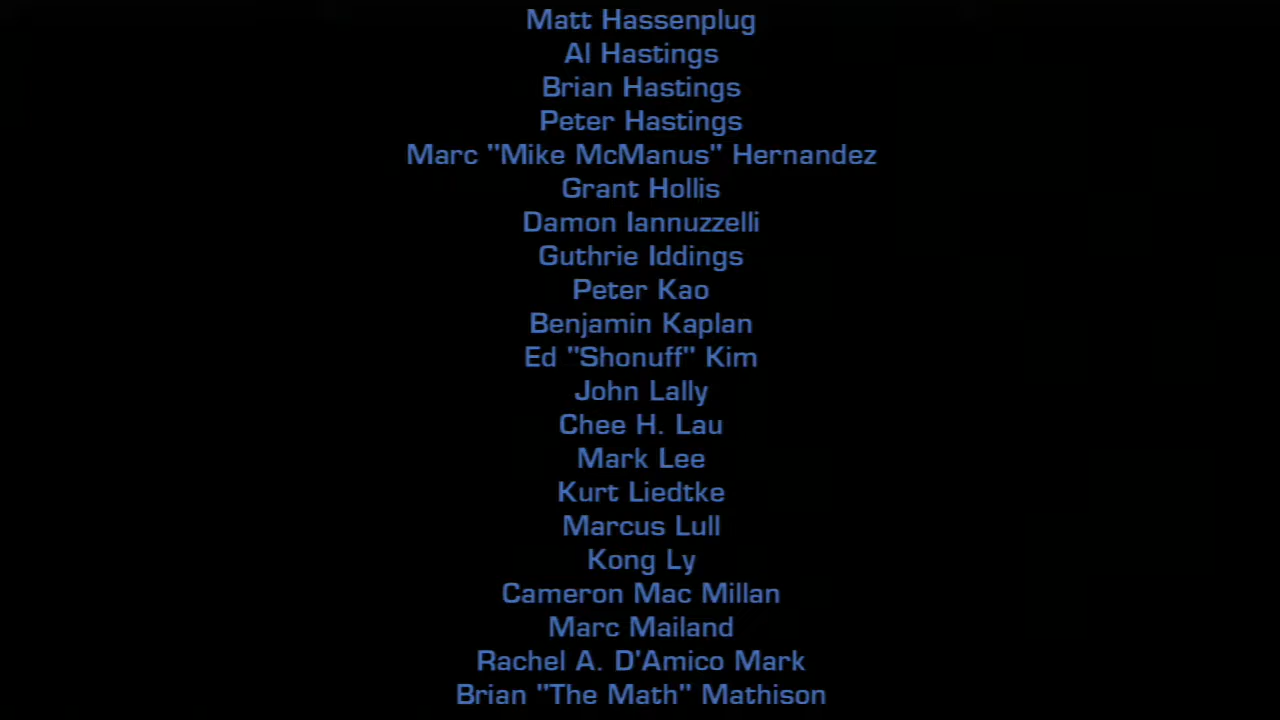 Matt Hassenplug
Al Hastings
Brian Hastings
Peter Hastings
Marc "Mike McManus" Hernandez
Grant Hollis
Damon Iannuzzelli
Guthrie Iddings
Peter Kao
Benjamin Kaplan
Ed "Shonuff" Kim
John Lally
Chee H. Lau
Mark Lee
Kurt Liedtke
Marcus Lull
Kong Ly
Cameron Mac Millan
Marc Mailand
Rachel A. D'Amico Mark
Brian "The Math" Mathison